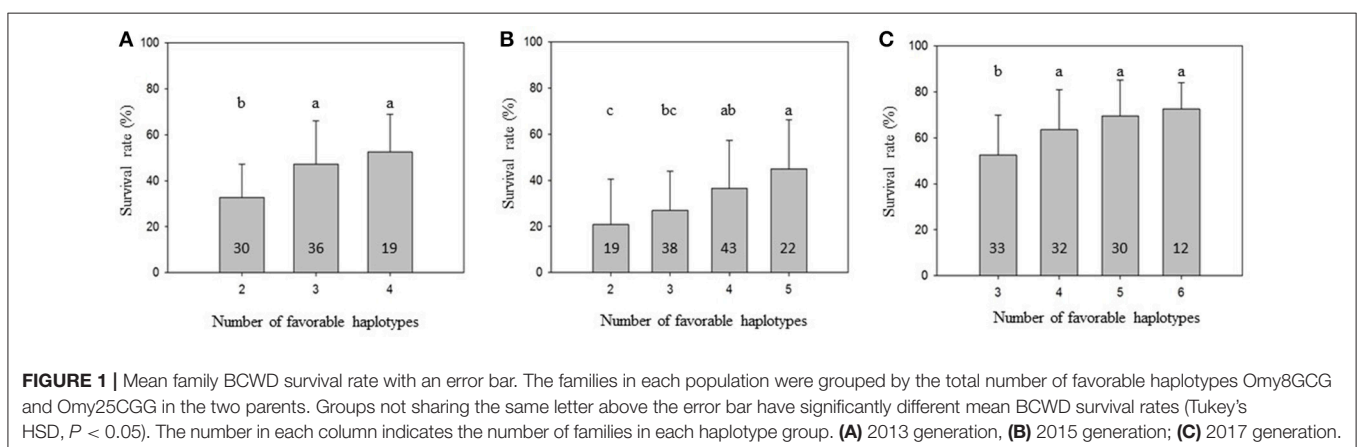 A
100
80
60
40
20
0
Survival rate (%)
b a a
30 36 19
2 3 4
Number of favorable haplotypes
B
100
80
60
40
20
0
Survival rate (%)
c bc ab a
19 38 43 22
2 3 4 5
Number of favorable haplotypes
C
100
80
60
40
20
0
Survival rate (%)
b a a a
33 32 30 12
3 4 5 6
Number of favorable haplotypes
FIGURE 1 | Mean family BCWD survival rate with an error bar. The families in each population were grouped by the total number of favorable haplotypes Omy8GCG
and Omy25CGG in the two parents. Groups not sharing the same letter above the error bar have significantly different mean BCWD survival rates (Tukey's
HSD, P < 0.05). The number in each column indicates the number of families in each haplotype group. (A) 2013 generation, (B) 2015 generation; (C) 2017 generation.